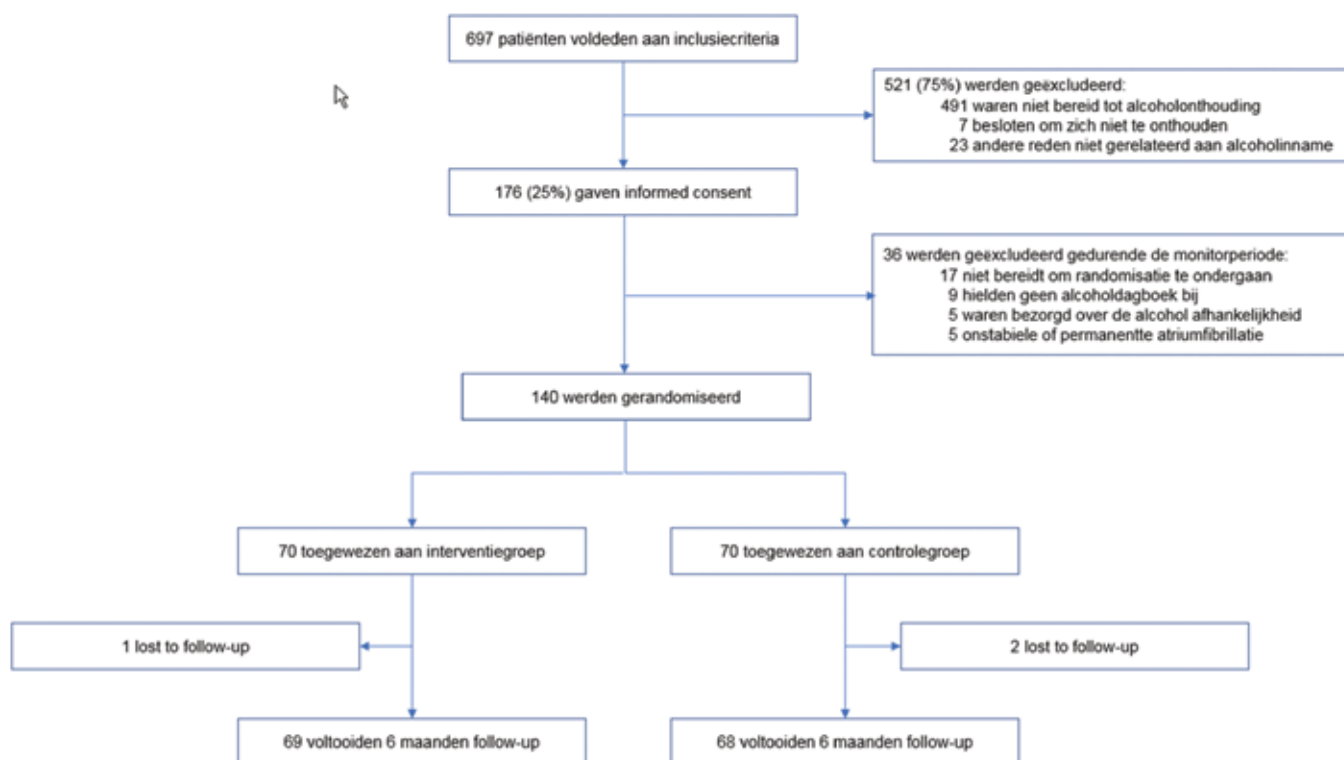 697 patiënten voldeden aan inclusiecriteria
521 (75%) werden geëxcludeerd:
491 waren niet bereid tot alcoholonthouding
7 besloten om zich niet te onthouden
23 andere reden niet gerelateerd aan alcoholinname
176 (25%) gaven informed consent
36 werden geëxcludeerd gedurende de monitorperiode:
17 niet bereidt om randomisatie te ondergaan
9 hielden geen alcoholdagboek bij
5 waren bezorgd over de alcohol afhankelijkheid
5 onstabiele of permanentte atriumfibrillatie
140 werden gerandomiseerd
70 toegewezen aan interventiegroep
70 toegewezen aan controlegroep
1 lost to follow-up
2 lost to follow-up
69 voltooiden 6 maanden follow-up
68 voltooiden 6 maanden follow-up